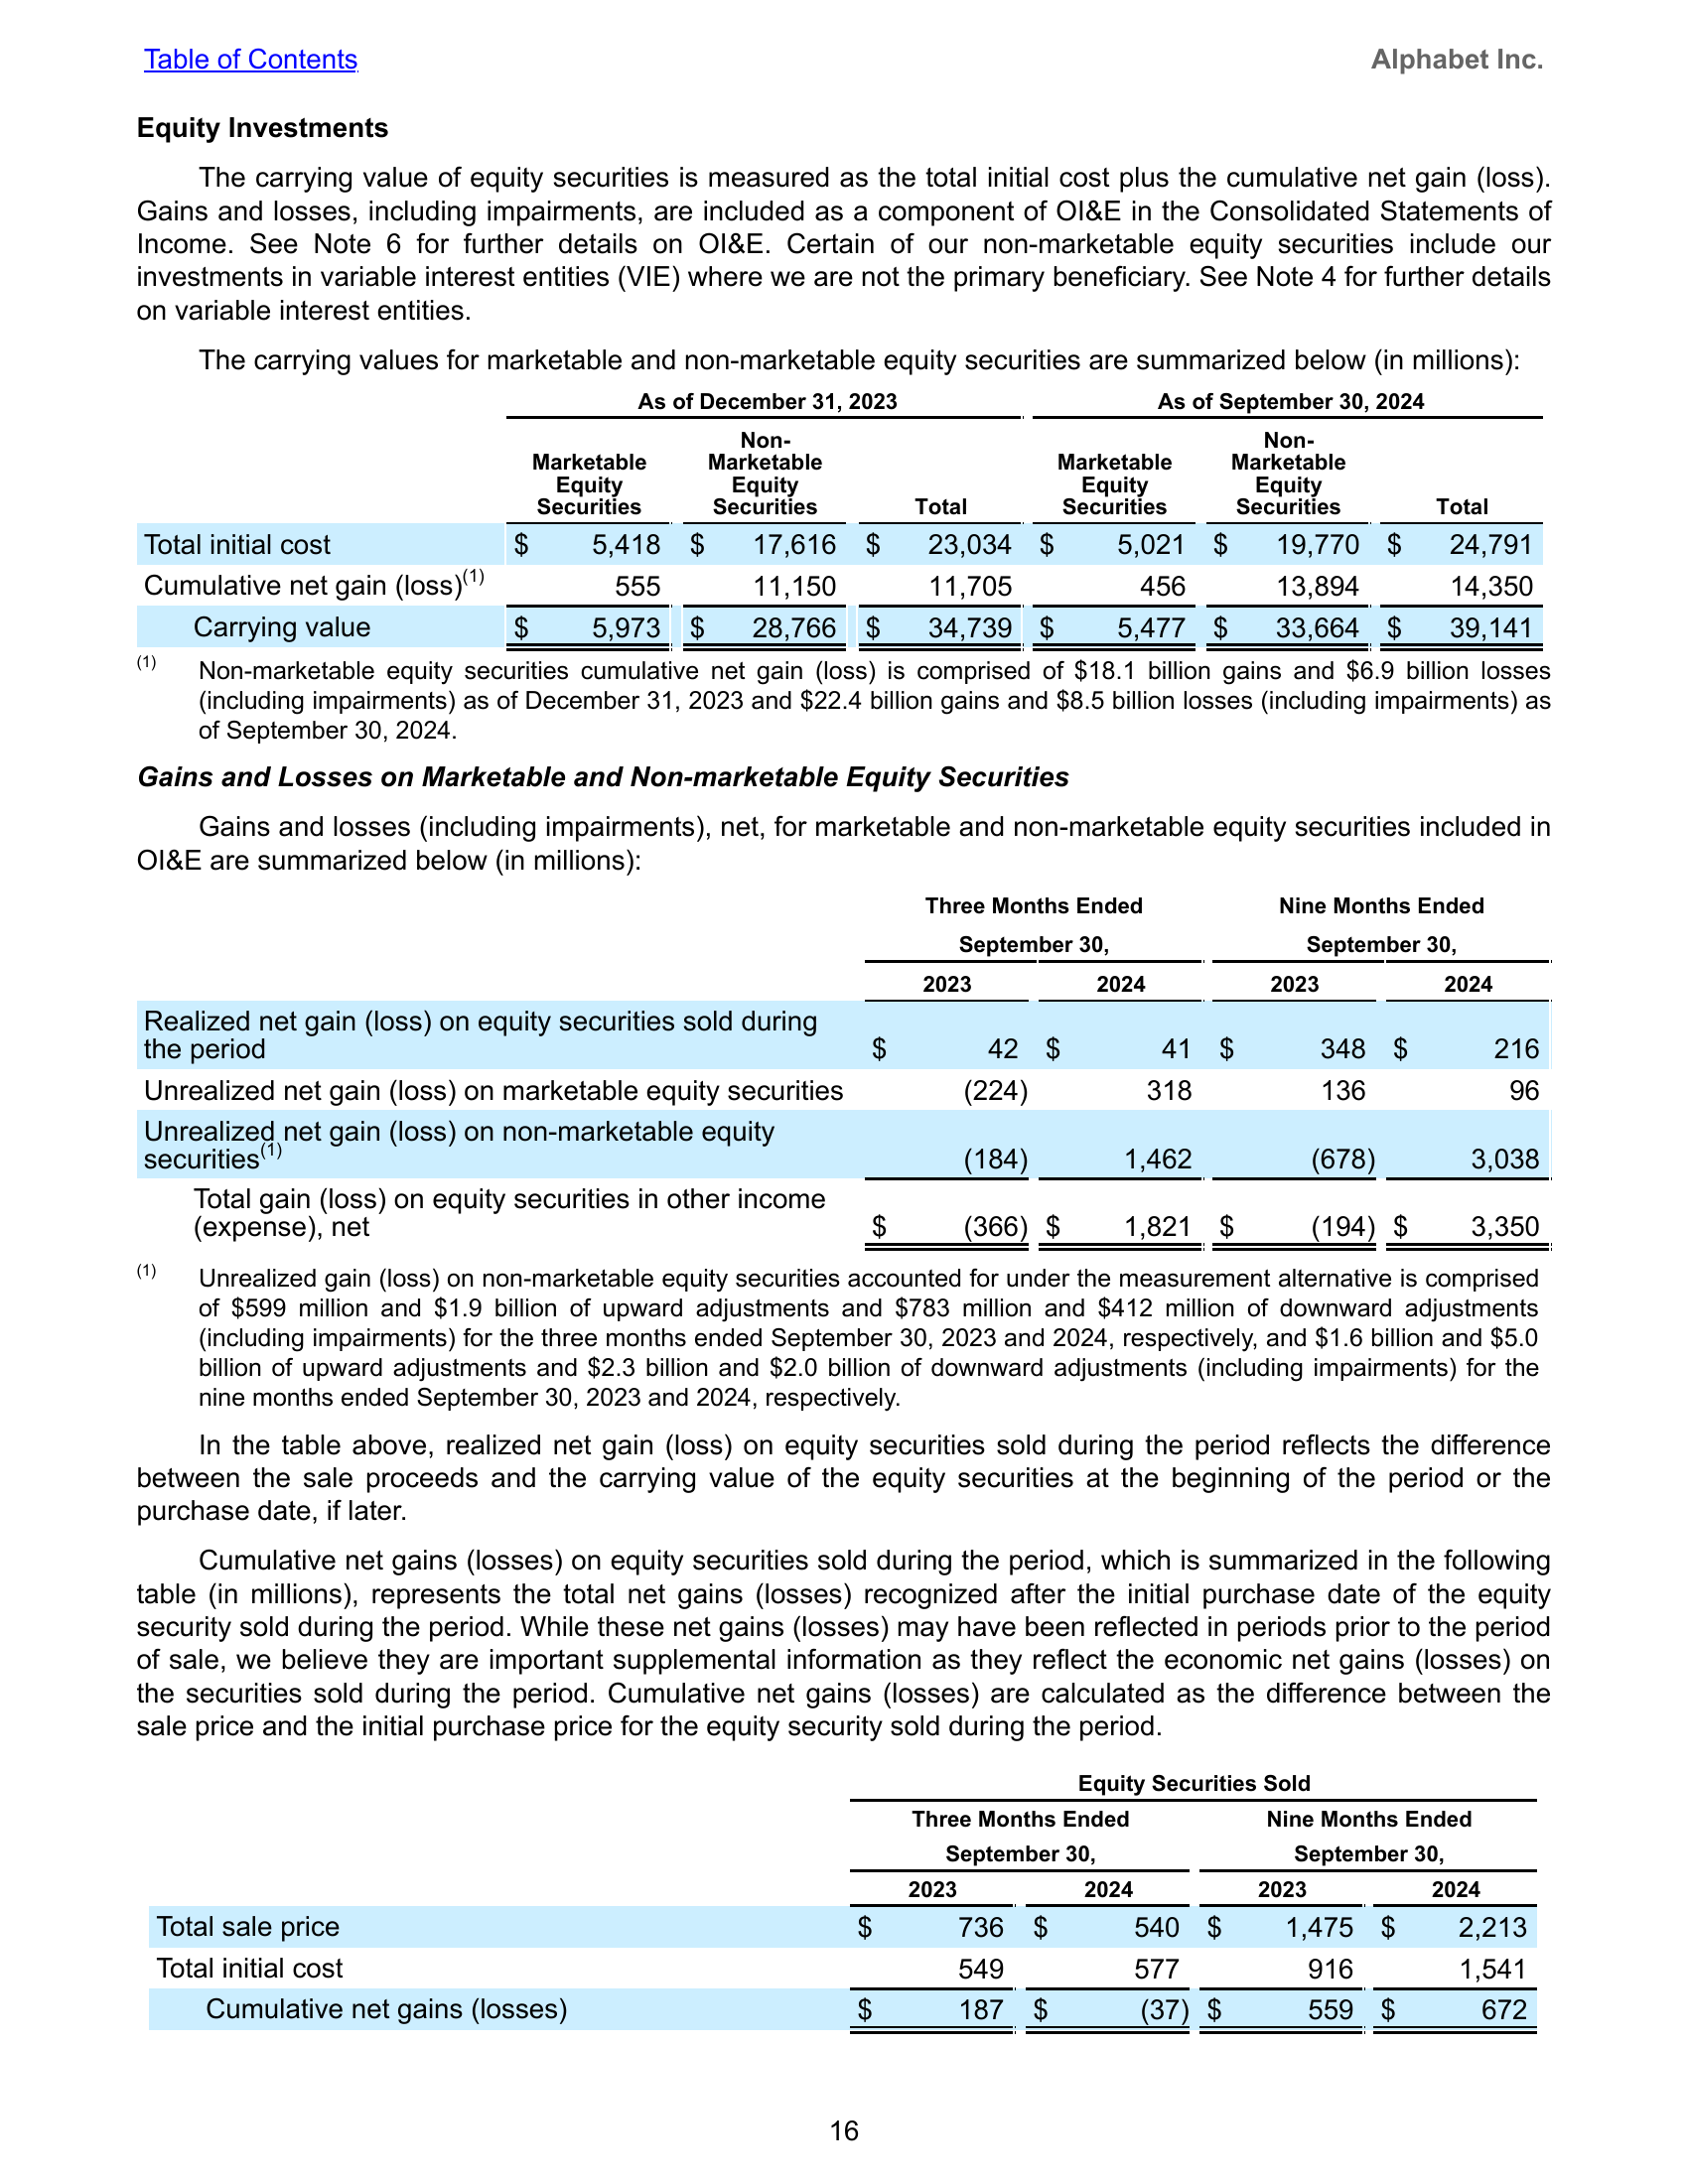 Table of Contents
Alphabet Inc.
Equity Investments
The carrying value of equity securities is measured as the total initial cost plus the cumulative net gain (loss).
Gains and losses, including impairments, are included as a component of OI&E in the Consolidated Statements of
Income. See Note 6 for further details on OI&E. Certain of our non-marketable equity securities include our
investments in variable interest entities (VIE) where we are not the primary beneficiary. See Note 4 for further details
on variable interest entities.
The carrying values for marketable and non-marketable equity securities are summarized below (in millions):
As of December 31, 2023 As of September 30, 2024
Marketable Equity Securities Non-Marketable Equity Securities Total Marketable Equity Securities Non-Marketable Equity Securities Total
Total initial cost $ 5,418 $ 17,616 $ 23,034 $ 5,021 $ 19,770 $ 24,791
Cumulative net gain (loss)(1) 555 11,150 11,705 456 13,894 14,350
Carrying value $ 5,973 $ 28,766 $ 34,739 $ 5,477 $ 33,664 $ 39,141
(1) Non-marketable equity securities cumulative net gain (loss) is comprised of $18.1 billion gains and $6.9 billion losses
(including impairments) as of December 31, 2023 and $22.4 billion gains and $8.5 billion losses (including impairments) as
of September 30, 2024.
Gains and Losses on Marketable and Non-marketable Equity Securities
Gains and losses (including impairments), net, for marketable and non-marketable equity securities included in
OI&E are summarized below (in millions):
Three Months Ended Nine Months Ended
September 30, September 30,
2023 2024 2023 2024
Realized net gain (loss) on equity securities sold during
the period $ 42 $ 41 $ 348 $ 216
Unrealized net gain (loss) on marketable equity securities (224) 318 136 96
Unrealized net gain (loss) on non-marketable equity
securities(1) (184) 1,462 (678) 3,038
Total gain (loss) on equity securities in other income
(expense), net $ (366) $ 1,821 $ (194) $ 3,350
(1) Unrealized gain (loss) on non-marketable equity securities accounted for under the measurement alternative is comprised
of $599 million and $1.9 billion of upward adjustments and $783 million and $412 million of downward adjustments
(including impairments) for the three months ended September 30, 2023 and 2024, respectively, and $1.6 billion and $5.0
billion of upward adjustments and $2.3 billion and $2.0 billion of downward adjustments (including impairments) for the
nine months ended September 30, 2023 and 2024, respectively.
In the table above, realized net gain (loss) on equity securities sold during the period reflects the difference
between the sale proceeds and the carrying value of the equity securities at the beginning of the period or the
purchase date, if later.
Cumulative net gains (losses) on equity securities sold during the period, which is summarized in the following
table (in millions), represents the total net gains (losses) recognized after the initial purchase date of the equity
security sold during the period. While these net gains (losses) may have been reflected in periods prior to the period
of sale, we believe they are important supplemental information as they reflect the economic net gains (losses) on
the securities sold during the period. Cumulative net gains (losses) are calculated as the difference between the
sale price and the initial purchase price for the equity security sold during the period.
Equity Securities Sold
Three Months Ended Nine Months Ended
September 30, September 30,
2023 2024 2023 2024
Total sale price $ 736 $ 540 $ 1,475 $ 2,213
Total initial cost 549 577 916 1,541
Cumulative net gains (losses) $ 187 $ (37) $ 559 $ 672
16